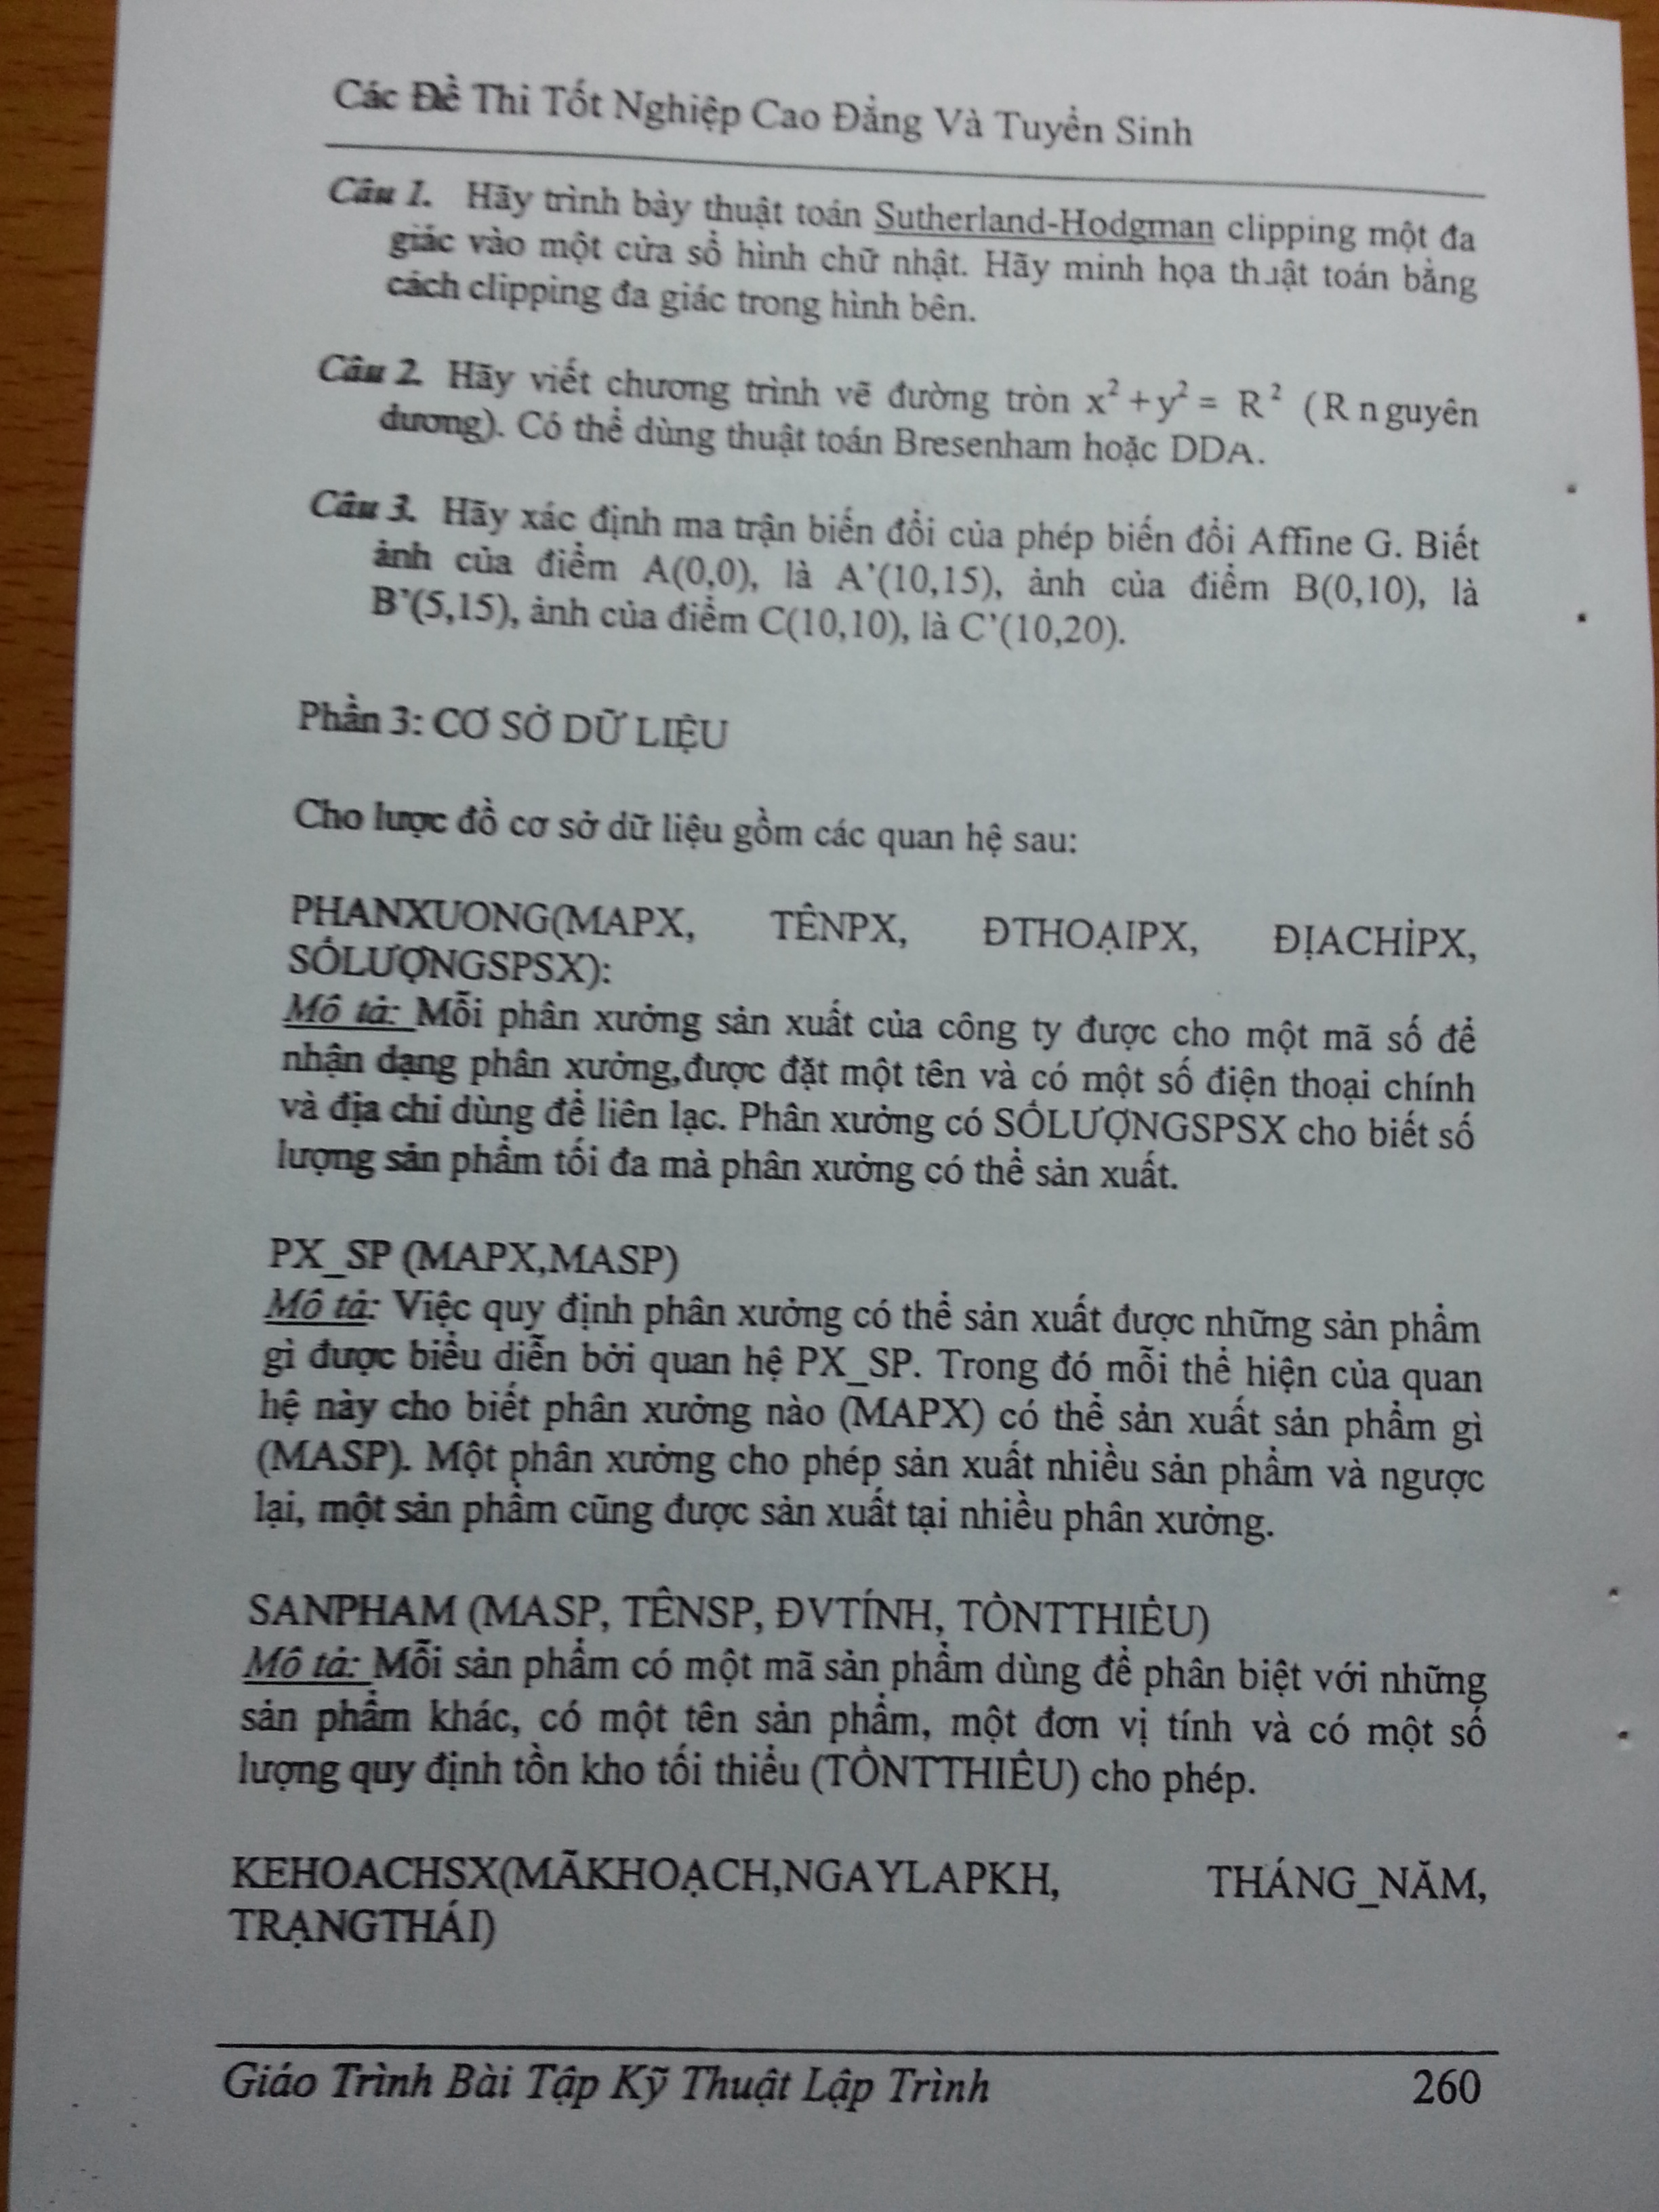 Các Đề Thi Tốt Nghiệp Cao Đẳng Và Tuyển Sinh
Câu 1. Hãy trình bày thuật toán Sutherland-Hodgman clipping một đa
giác vào một cửa sổ hình chữ nhật. Hãy minh họa thuật toán bằng
cách clipping đa giác trong hình bên.
Câu 2. Hãy viết chương trình vẽ đường tròn x² + y² = R² (R nguyên
dương). Có thể dùng thuật toán Bresenham hoặc DDA.
Câu 3. Hãy xác định ma trận biến đổi của phép biến đổi Affine G. Biết
ảnh của điểm A(0,0), là A'(10,15), ảnh của điểm B(0,10), là
B'(5,15), ảnh của điểm C(10,10), là C'(10,20).
Phần 3: CƠ SỞ DỮ LIỆU
Cho lược đồ cơ sở dữ liệu gồm các quan hệ sau:
PHANXUONG(MAPX, TÊNPX, ĐTHOẠIPX, ĐỊACHỈPX,
SỐLƯỢNGSPSX):
Mô tả: Mỗi phân xưởng sản xuất của công ty được cho một mã số để
nhận dạng phân xưởng,được đặt một tên và có một số điện thoại chính
và địa chỉ dùng để liên lạc. Phân xưởng có SỐLƯỢNGSPSX cho biết số
lượng sản phẩm tối đa mà phân xưởng có thể sản xuất.
PX_SP (MAPX,MASP)
Mô tả: Việc quy định phân xưởng có thể sản xuất được những sản phẩm
gì được biểu diễn bởi quan hệ PX_SP. Trong đó mỗi thể hiện của quan
hệ này cho biết phân xưởng nào (MAPX) có thể sản xuất sản phẩm gì
(MASP). Một phân xưởng cho phép sản xuất nhiều sản phẩm và ngược
lại, một sản phẩm cũng được sản xuất tại nhiều phân xưởng.
SANPHAM (MASP, TÊNSP, ĐVTÍNH, TỒNTTHIỂU)
Mô tả: Mỗi sản phẩm có một mã sản phẩm dùng để phân biệt với những
sản phẩm khác, có một tên sản phẩm, một đơn vị tính và có một số
lượng quy định tồn kho tối thiểu (TỒNTTHIỂU) cho phép.
KEHOACHSX(MÃKHOẠCH,NGAYLAPKH, THÁNG_NĂM,
TRẠNGTHÁI)
Giáo Trình Bài Tập Kỹ Thuật Lập Trình 260